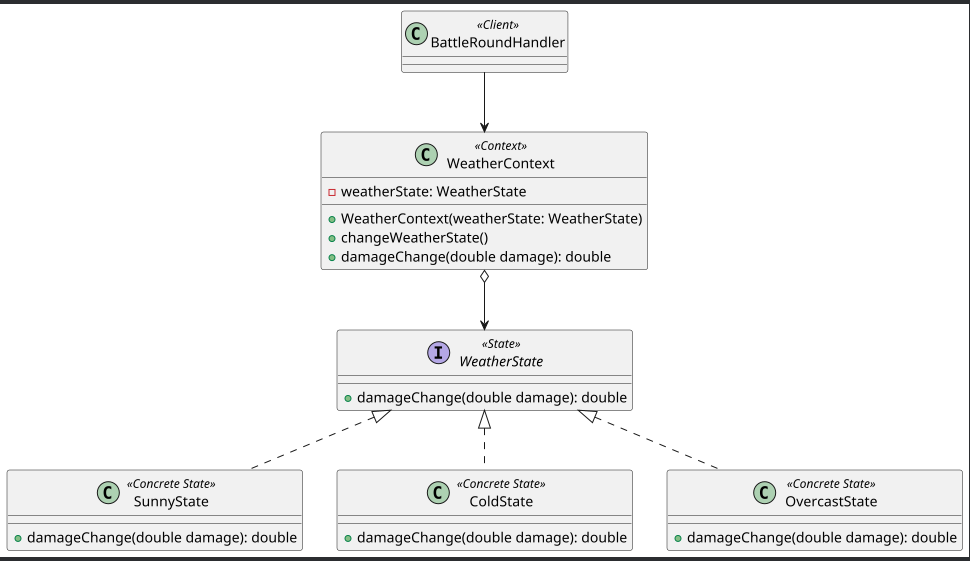 C
«Client»
BattleRoundHandler
C
«Context»
WeatherContext
weatherState: WeatherState
WeatherContext(weatherState: WeatherState)
changeWeatherState()
damageChange(double damage): double
I
«State»
WeatherState
damageChange(double damage): double
C
«Concrete State»
SunnyState
damageChange(double damage): double
C
«Concrete State»
ColdState
damageChange(double damage): double
C
«Concrete State»
OvercastState
damageChange(double damage): double